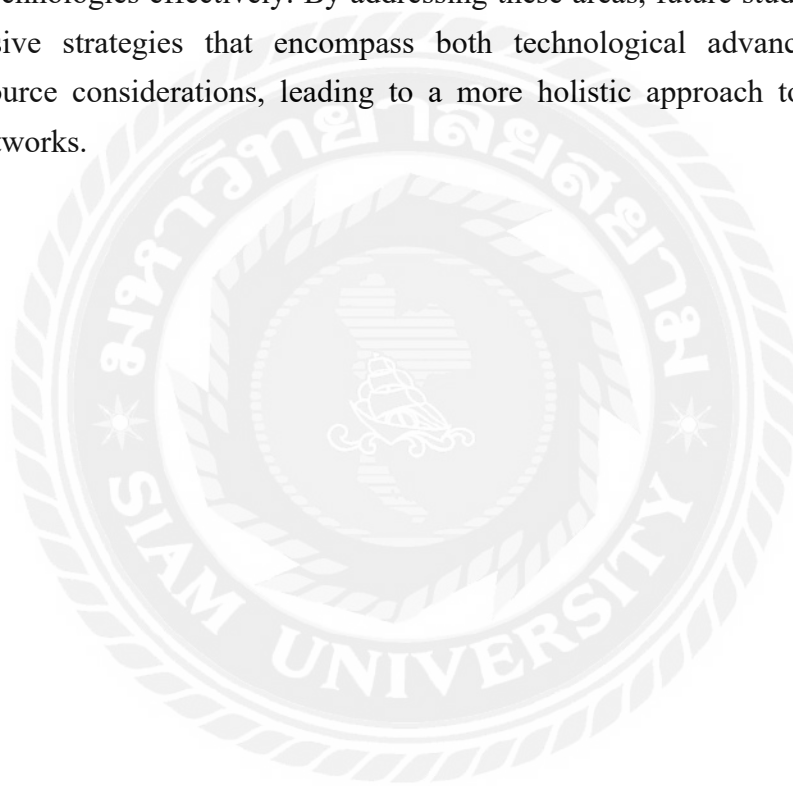 chnologies effectively. By addressing these areas, future stud
sive strategies that encompass both technological advanc
ource considerations, leading to a more holistic approach to
tworks.
มหาวิทยาลัยสยาม
SIAM UNIVERSITY